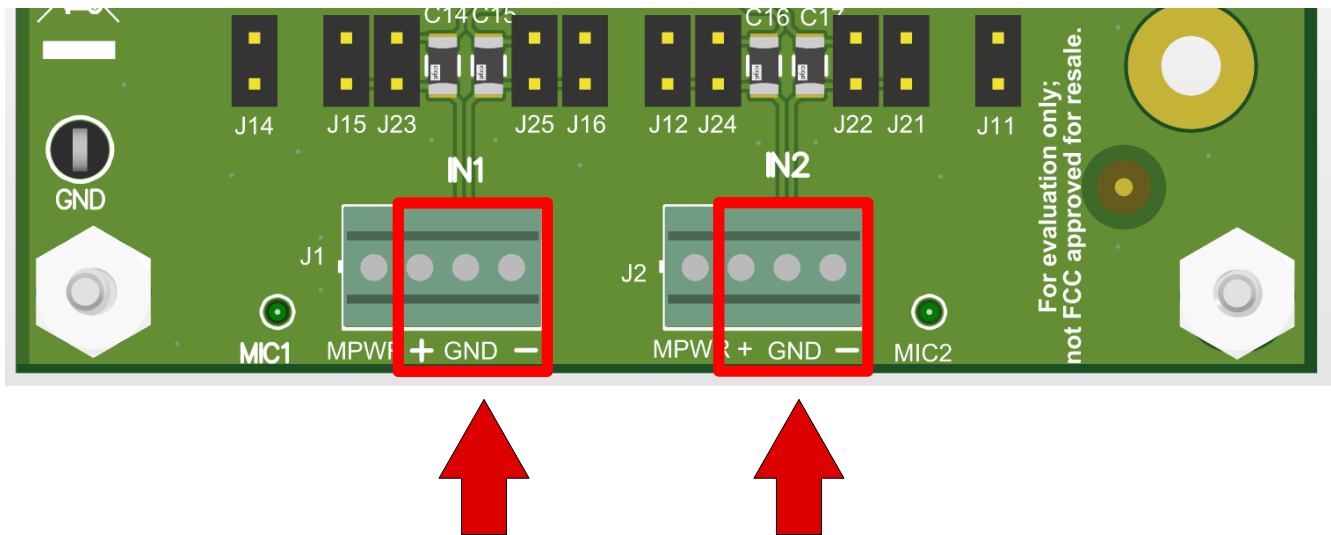 C14 C15
C16 C17
J14
J15 J23
J25 J16
J12 J24
J22 J21
J11
For evaluation only;
not FCC approved for resale.
GND
IN1
IN2
J1
J2
MIC1
MPWR + GND -
MPWR + GND -
MIC2